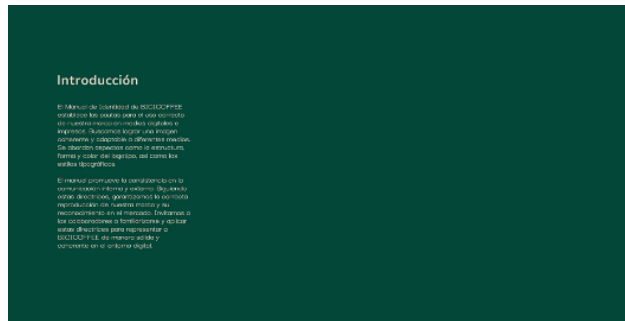 Introducción
El Manual de Identidad de BICICOFFEE
establece las pautas para el uso correcto
de nuestra marca en medios digitales e
impresos. Buscamos lograr una imagen
coherente y adaptable a diferentes medios.
Se abordan aspectos como la estructura,
forma y color del logotipo, así como los
estilos tipográficos.
El manual promueve la consistencia en la
comunicación interna y externa. Siguiendo
estas directrices, garantizamos la correcta
reproducción de nuestra marca y su
reconocimiento en el mercado. Invitamos a
los colaboradores a familiarizarse y aplicar
estas directrices para representar a
BICICOFFEE de manera sólida y
coherente en el entorno digital.